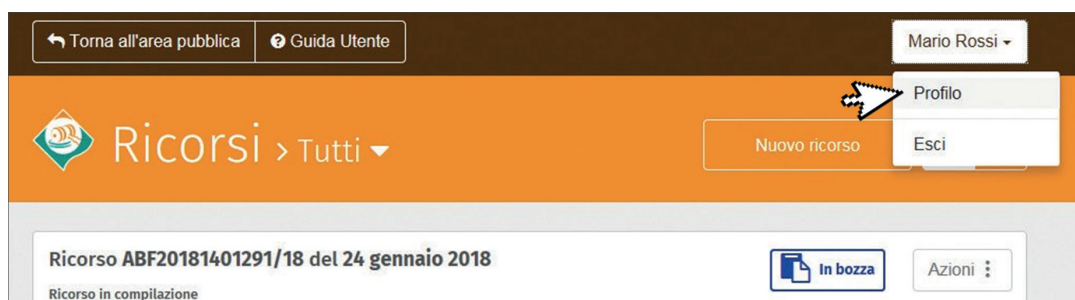 Torna all'area pubblica
Guida Utente
Mario Rossi
Profilo
Esci
Ricorsi > Tutti
Nuovo ricorso
Ricorso ABF20181401291/18 del 24 gennaio 2018
In bozza
Azioni
Ricorso in compilazione